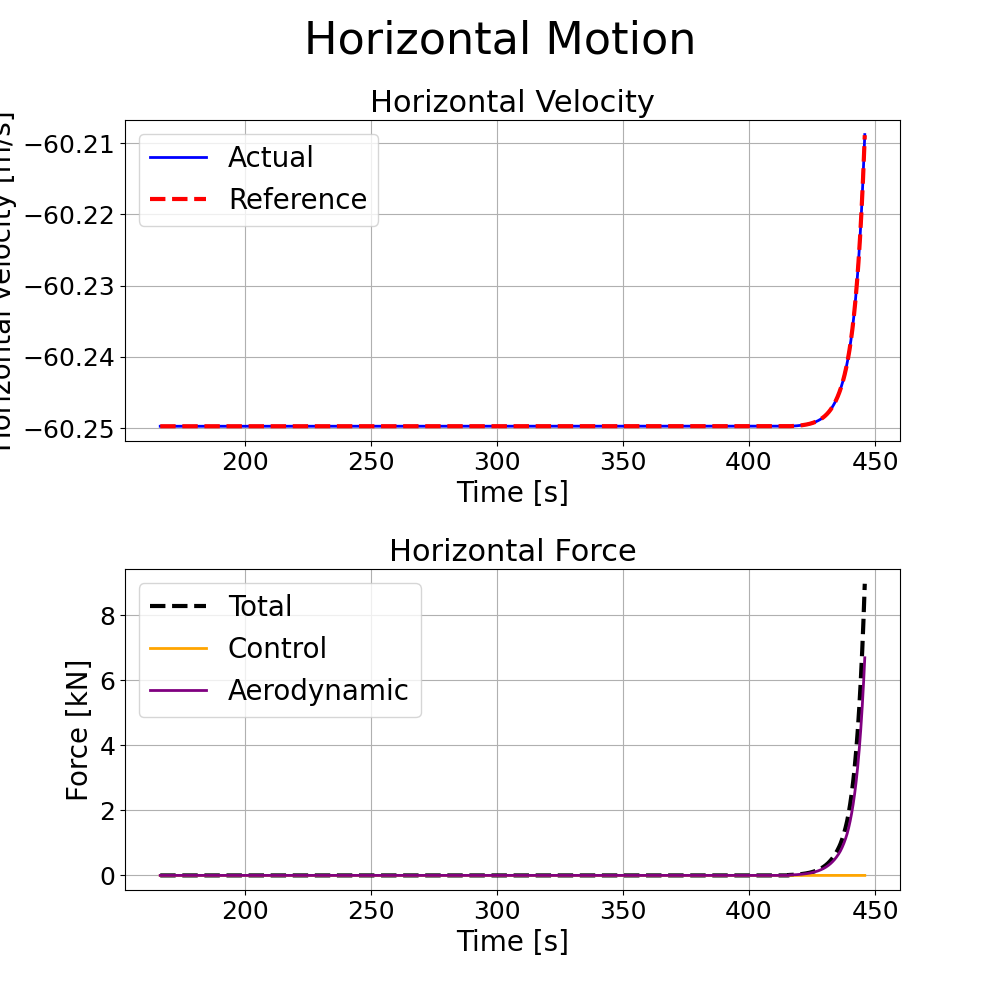 Horizontal Motion
Horizontal Velocity
Horizontal Velocity [m/s]
−60.21
−60.22
−60.23
−60.24
−60.25
Actual
Reference
200 250 300 350 400 450
Time [s]
Horizontal Force
Force [kN]
8
6
4
2
0
Total
Control
Aerodynamic
200 250 300 350 400 450
Time [s]